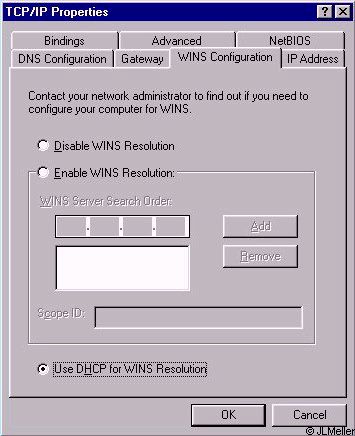 TCP/IP Properties
Bindings Advanced NetBIOS
DNS Configuration Gateway WINS Configuration IP Address
Contact your network administrator to find out if you need to
configure your computer for WINS.
Disable WINS Resolution
Enable WINS Resolution:
WINS Server Search Order:
Add
Remove
Scope ID:
Use DHCP for WINS Resolution
OK Cancel
© JLMeller